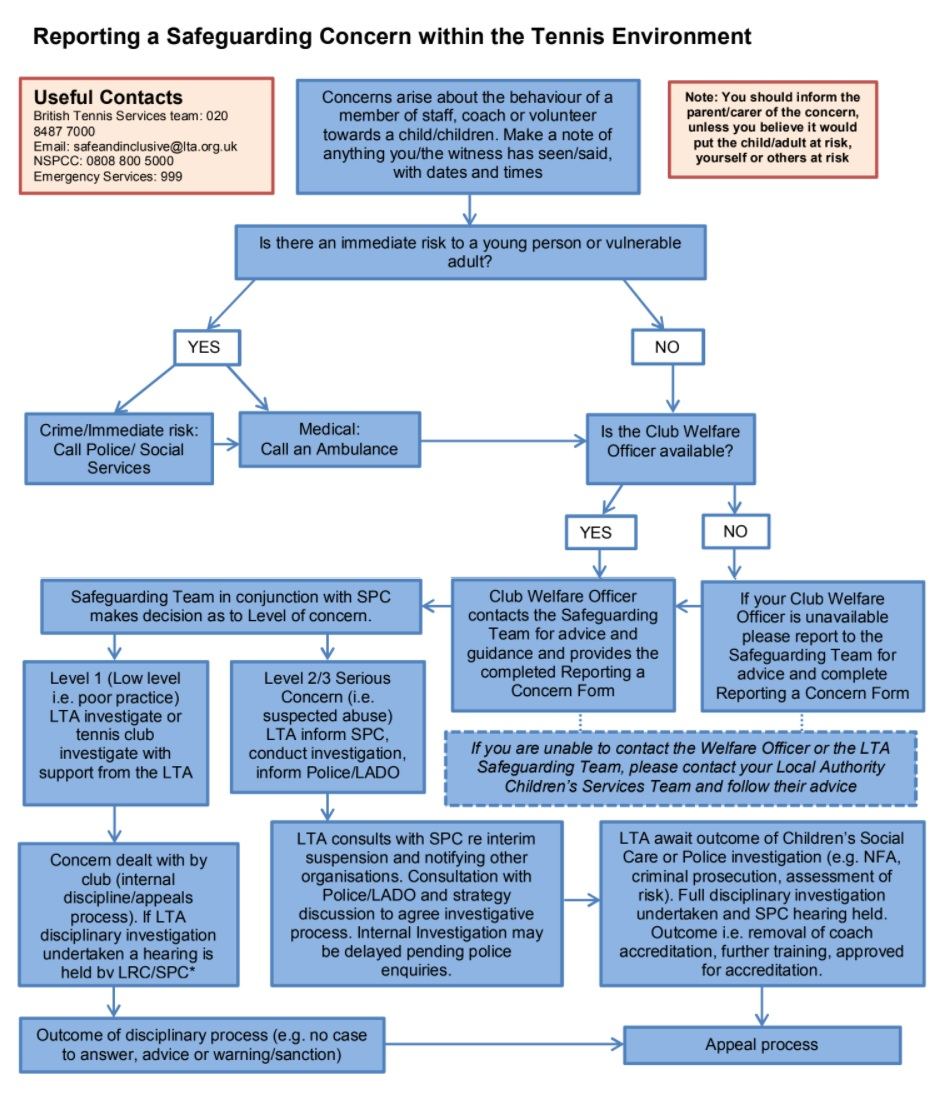 Reporting a Safeguarding Concern within the Tennis Environment
Useful Contacts
British Tennis Services team: 020
8487 7000
Email: safeandinclusive@lta.org.uk
NSPCC: 0808 800 5000
Emergency Services: 999
Concerns arise about the behaviour of a
member of staff, coach or volunteer
towards a child/children. Make a note of
anything you/the witness has seen/said,
with dates and times
Note: You should inform the
parent/carer of the concern,
unless you believe it would
put the child/adult at risk,
yourself or others at risk
Is there an immediate risk to a young person or vulnerable
adult?
YES
NO
Crime/Immediate risk:
Call Police/ Social
Services
Medical:
Call an Ambulance
Is the Club Welfare
Officer available?
YES
NO
Safeguarding Team in conjunction with SPC
makes decision as to Level of concern.
Club Welfare Officer
contacts the Safeguarding
Team for advice and
guidance and provides the
completed Reporting a
Concern Form
If your Club Welfare
Officer is unavailable
please report to the
Safeguarding Team for
advice and complete
Reporting a Concern Form
Level 1 (Low level
i.e. poor practice)
LTA investigate or
tennis club
investigate with
support from the LTA
Level 2/3 Serious
Concern (i.e.
suspected abuse)
LTA inform SPC,
conduct investigation,
inform Police/LADO
If you are unable to contact the Welfare Officer or the LTA
Safeguarding Team, please contact your Local Authority
Children's Services Team and follow their advice
Concern dealt with by
club (internal
discipline/appeals
process). If LTA
disciplinary investigation
undertaken a hearing is
held by LRC/SPC*
LTA consults with SPC re interim
suspension and notifying other
organisations. Consultation with
Police/LADO and strategy
discussion to agree investigative
process. Internal Investigation may
be delayed pending police
enquiries.
LTA await outcome of Children's Social
Care or Police investigation (e.g. NFA,
criminal prosecution, assessment of
risk). Full disciplinary investigation
undertaken and SPC hearing held.
Outcome i.e. removal of coach
accreditation, further training, approved
for accreditation.
Outcome of disciplinary process (e.g. no case
to answer, advice or warning/sanction)
Appeal process